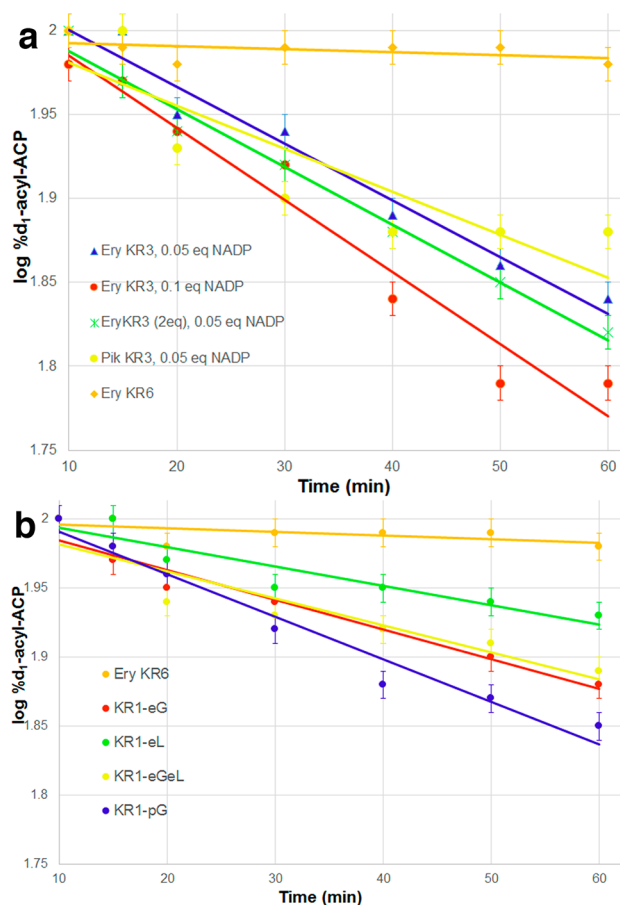 a
2
1.95
1.9
1.85
1.8
1.75
log %d1-acyl-ACP
Ery KR3, 0.05 eq NADP
Ery KR3, 0.1 eq NADP
EryKR3 (2eq), 0.05 eq NADP
Pik KR3, 0.05 eq NADP
Ery KR6
10 20 30 40 50 60
Time (min)
b
2
1.95
1.9
1.85
1.8
1.75
log %d1-acyl-ACP
Ery KR6
KR1-eG
KR1-eL
KR1-eGeL
KR1-pG
10 20 30 40 50 60
Time (min)